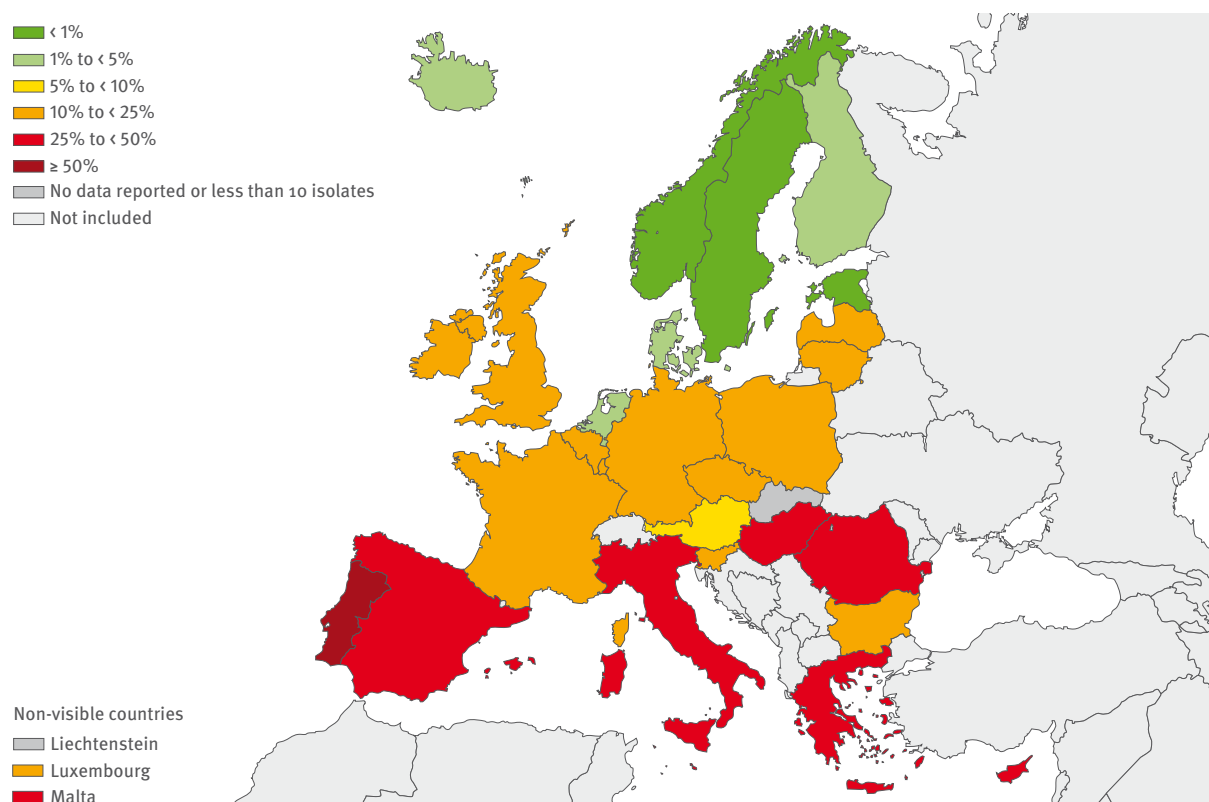 < 1%
1% to < 5%
5% to < 10%
10% to < 25%
25% to < 50%
≥ 50%
No data reported or less than 10 isolates
Not included
Non-visible countries
Liechtenstein
Luxembourg
Malta